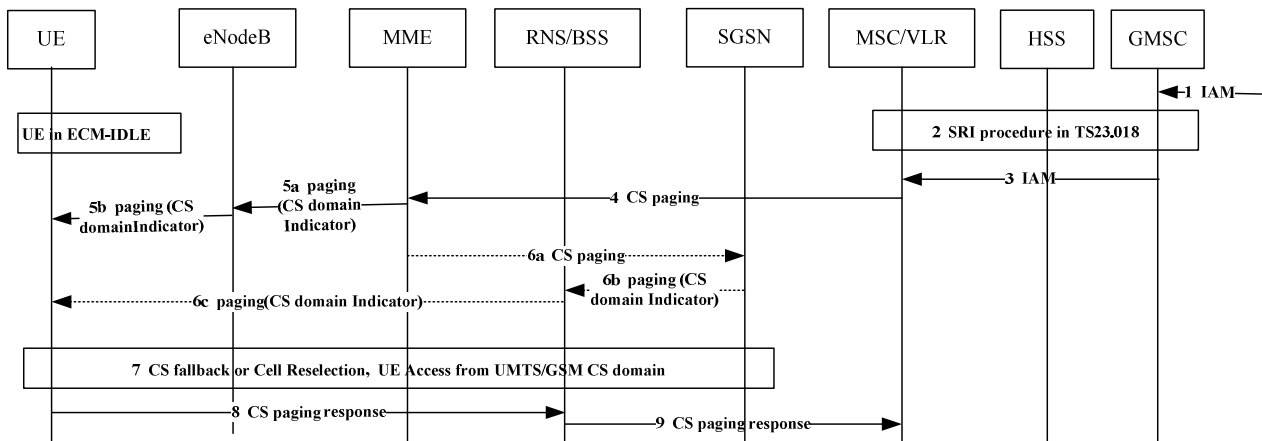 UE
eNodeB
MME
RNS/BSS
SGSN
MSC/VLR
HSS
GMSC
1 IAM
UE in ECM-IDLE
2 SRI procedure in TS23.018
3 IAM
4 CS paging
5a paging
(CS domain
Indicator)
5b paging (CS
domainIndicator)
6a CS paging
6b paging (CS
domain Indicator)
6c paging(CS domain Indicator)
7 CS fallback or Cell Reselection, UE Access from UMTS/GSM CS domain
8 CS paging response
9 CS paging response